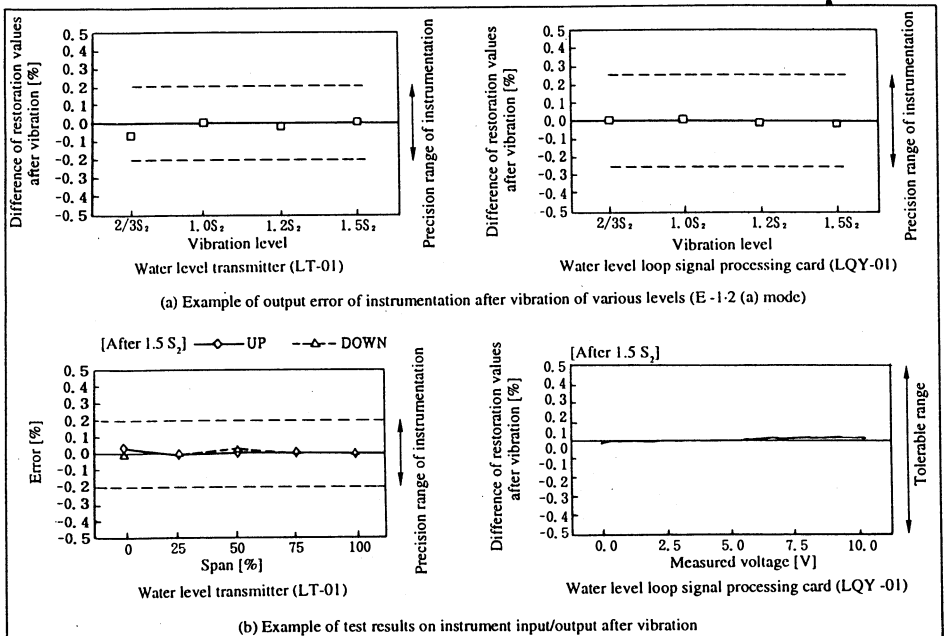 Difference of restoration values
after vibration [%]
0.5
0.4
0.3
0.2
0.1
0.0
-0.1
-0.2
-0.3
-0.4
-0.5
2/3S₂ 1.0S₂ 1.2S₂ 1.5S₂
Vibration level
Precision range of instrumentation
Water level transmitter (LT-01)
Difference of restoration values
after vibration [%]
0.5
0.4
0.3
0.2
0.1
0.0
-0.1
-0.2
-0.3
-0.4
-0.5
2/3S₂ 1.0S₂ 1.2S₂ 1.5S₂
Vibration level
Precision range of instrumentation
Water level loop signal processing card (LQY-01)
(a) Example of output error of instrumentation after vibration of various levels (E-1·2 (a) mode)
[After 1.5 S₂] UP DOWN
Error [%]
0.5
0.4
0.3
0.2
0.1
0.0
-0.1
-0.2
-0.3
-0.4
-0.5
0 25 50 75 100
Span [%]
Precision range of instrumentation
Water level transmitter (LT-01)
[After 1.5 S₂]
Difference of restoration values
after vibration [%]
0.5
0.4
0.3
0.2
0.1
0.0
-0.1
-0.2
-0.3
-0.4
-0.5
0.0 2.5 5.0 7.5 10.0
Measured voltage [V]
Tolerable range
Water level loop signal processing card (LQY -01)
(b) Example of test results on instrument input/output after vibration